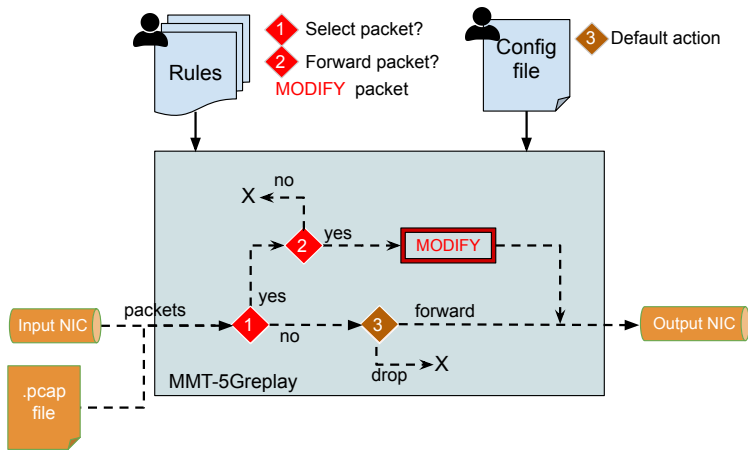 Rules
1 Select packet?
2 Forward packet?
MODIFY packet
Config
file
3 Default action
no
X
2
yes
MODIFY
yes
packets
Input NIC
1
no
3
forward
Output NIC
drop
X
.pcap
file
MMT-5Greplay